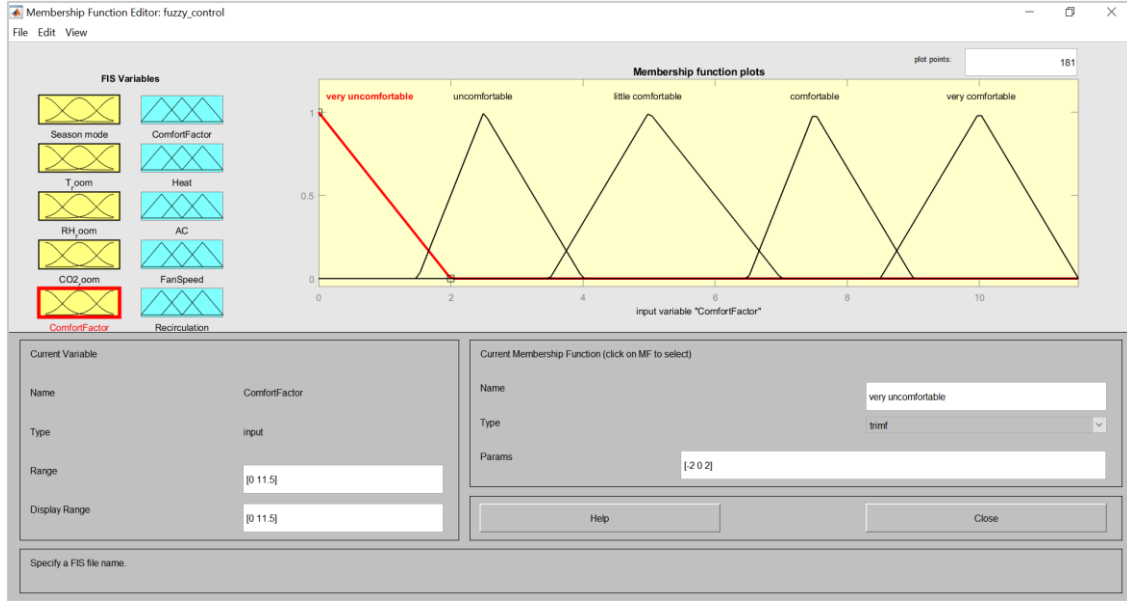 Membership Function Editor: fuzzy_control
File Edit View
FIS Variables
Season mode ComfortFactor
T_room Heat
RH_room AC
CO2_room FanSpeed
ComfortFactor Recirculation
plot points: 181
Membership function plots
very uncomfortable uncomfortable little comfortable comfortable very comfortable
1
0.5
0
0 2 4 6 8 10
input variable "ComfortFactor"
Current Variable
Name ComfortFactor
Type input
Range [0 11.5]
Display Range [0 11.5]
Current Membership Function (click on MF to select)
Name very uncomfortable
Type trimf
Params [-2 0 2]
Help Close
Specify a FIS file name.